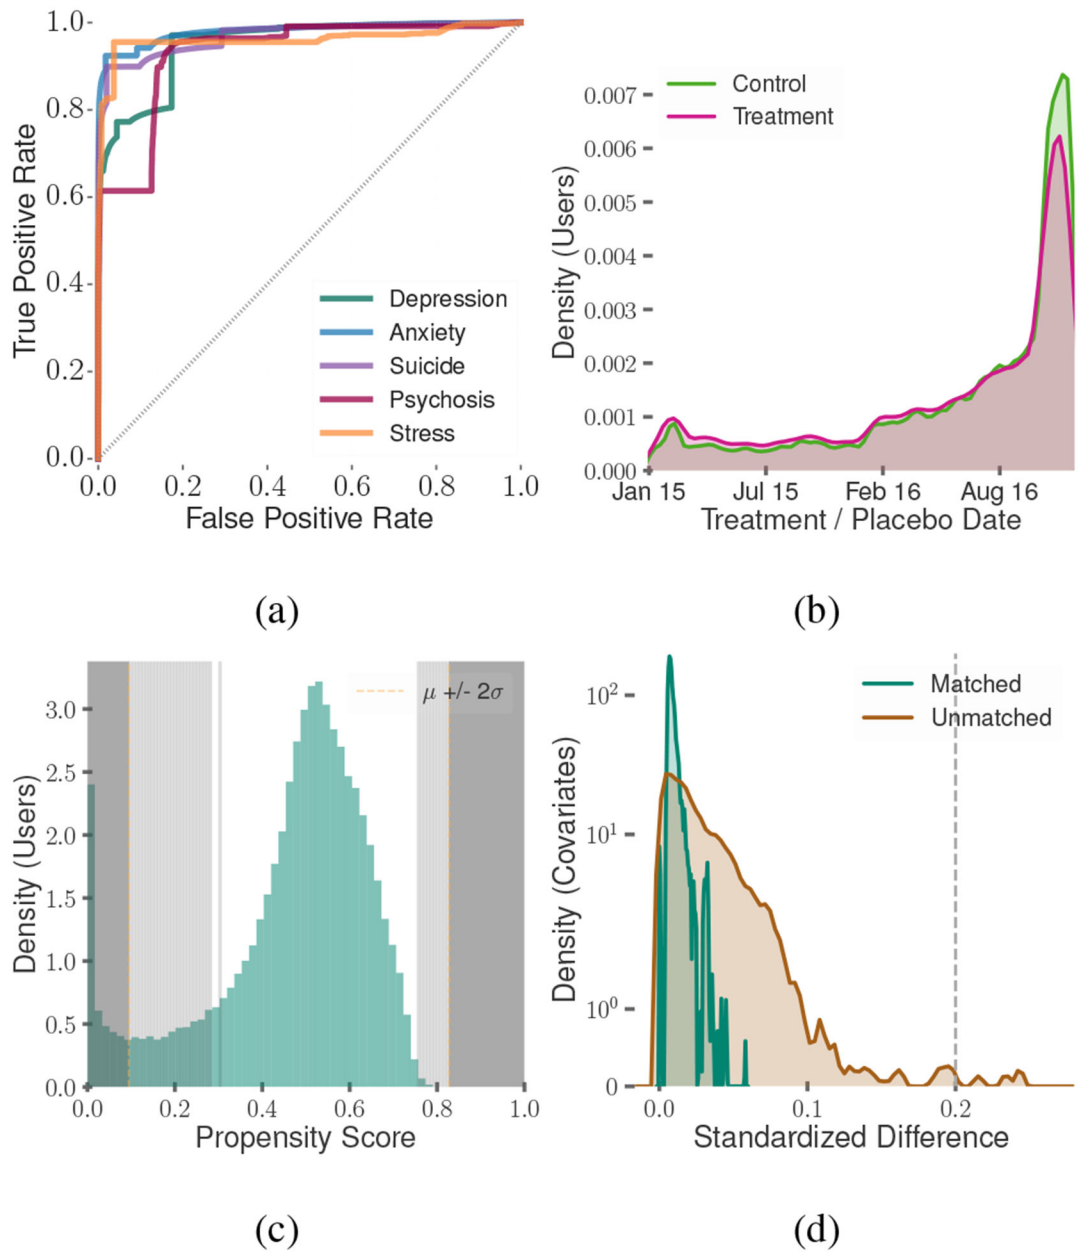 1.0
0.8
0.6
0.4
0.2
0.0
True Positive Rate
Depression
Anxiety
Suicide
Psychosis
Stress
0.0 0.2 0.4 0.6 0.8 1.0
False Positive Rate
(a)
Control
Treatment
0.007
0.006
0.005
0.004
0.003
0.002
0.001
0.000
Density (Users)
Jan 15 Jul 15 Feb 16 Aug 16
Treatment / Placebo Date
(b)
μ +/- 2σ
3.0
2.5
2.0
1.5
1.0
0.5
0.0
Density (Users)
0.0 0.2 0.4 0.6 0.8 1.0
Propensity Score
(c)
Matched
Unmatched
10²
10¹
10⁰
0
Density (Covariates)
0.0 0.1 0.2
Standardized Difference
(d)